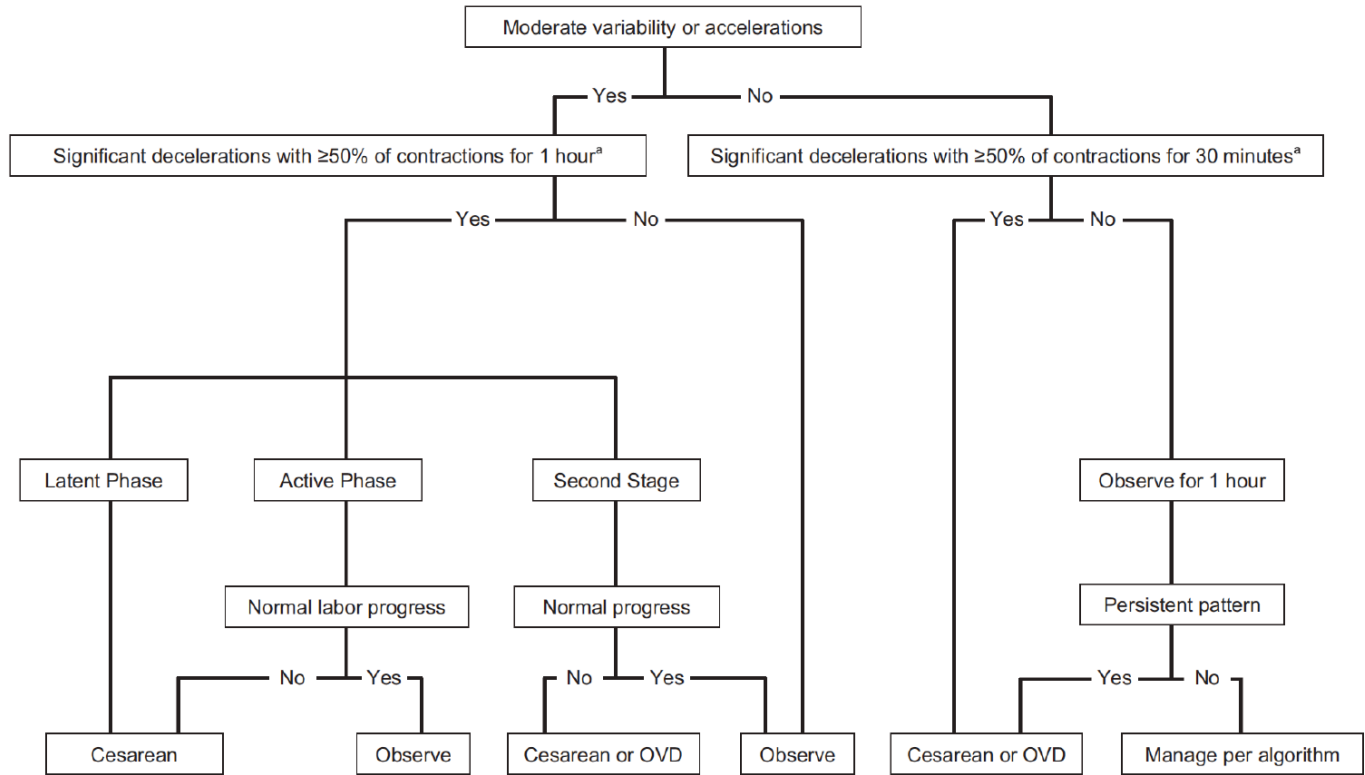 Moderate variability or accelerations
Yes No
Significant decelerations with ≥50% of contractions for 1 hourᵃ
Significant decelerations with ≥50% of contractions for 30 minutesᵃ
Yes No
Yes No
Latent Phase
Active Phase
Second Stage
Observe for 1 hour
Normal labor progress
Normal progress
Persistent pattern
No Yes
No Yes
Yes No
Cesarean
Observe
Cesarean or OVD
Observe
Cesarean or OVD
Manage per algorithm